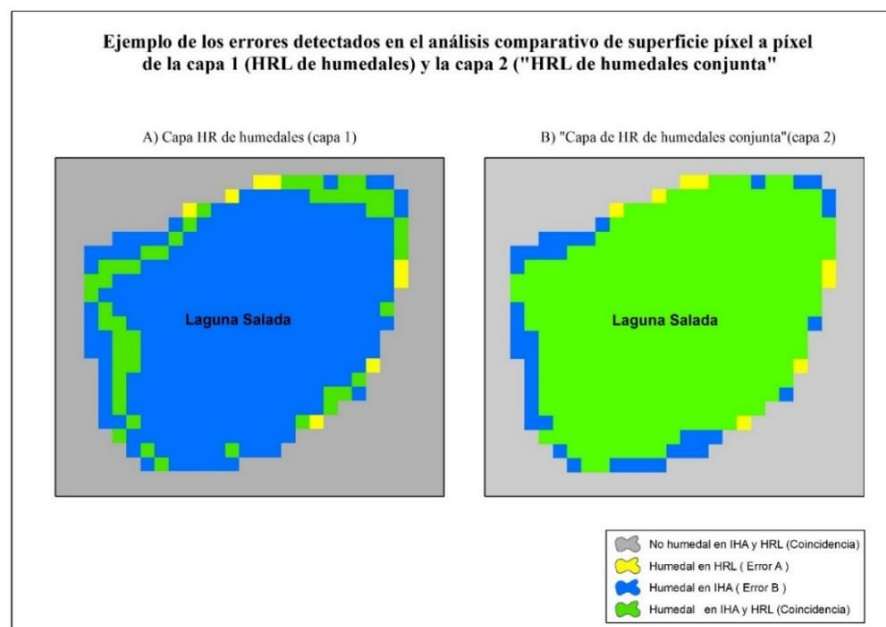 Ejemplo de los errores detectados en el análisis comparativo de superficie píxel a píxel
de la capa 1 (HRL de humedales) y la capa 2 ("HRL de humedales conjunta"
A) Capa HR de humedales (capa 1)
B) "Capa de HR de humedales conjunta"(capa 2)
Laguna Salada
Laguna Salada
No humedal en IHA y HRL (Coincidencia)
Humedal en HRL ( Error A )
Humedal en IHA ( Error B )
Humedal en IHA y HRL (Coincidencia)